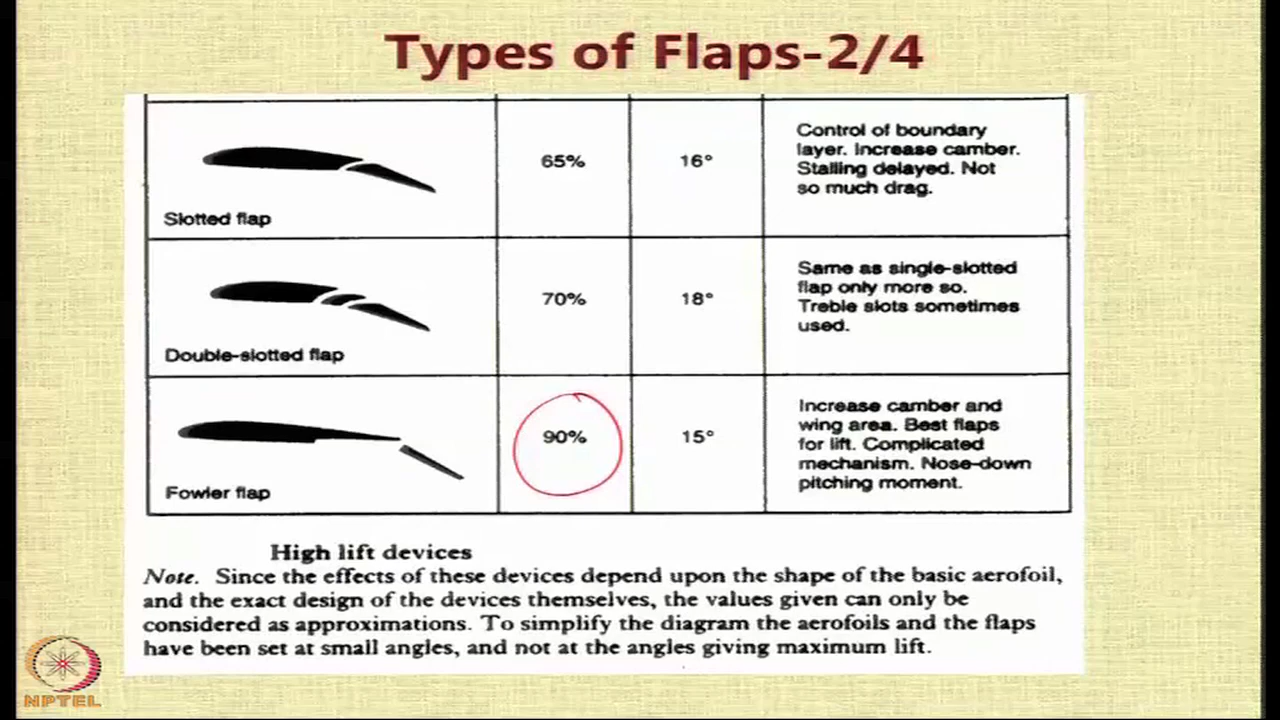 Types of Flaps-2/4
Slotted flap
65%
16°
Control of boundary
layer. Increase camber.
Stalling delayed. Not
so much drag.
Double-slotted flap
70%
18°
Same as single-slotted
flap only more so.
Treble slots sometimes
used.
Fowler flap
90%
15°
Increase camber and
wing area. Best flaps
for lift. Complicated
mechanism. Nose-down
pitching moment.
High lift devices
Note. Since the effects of these devices depend upon the shape of the basic aerofoil,
and the exact design of the devices themselves, the values given can only be
considered as approximations. To simplify the diagram the aerofoils and the flaps
have been set at small angles, and not at the angles giving maximum lift.
NPTEL